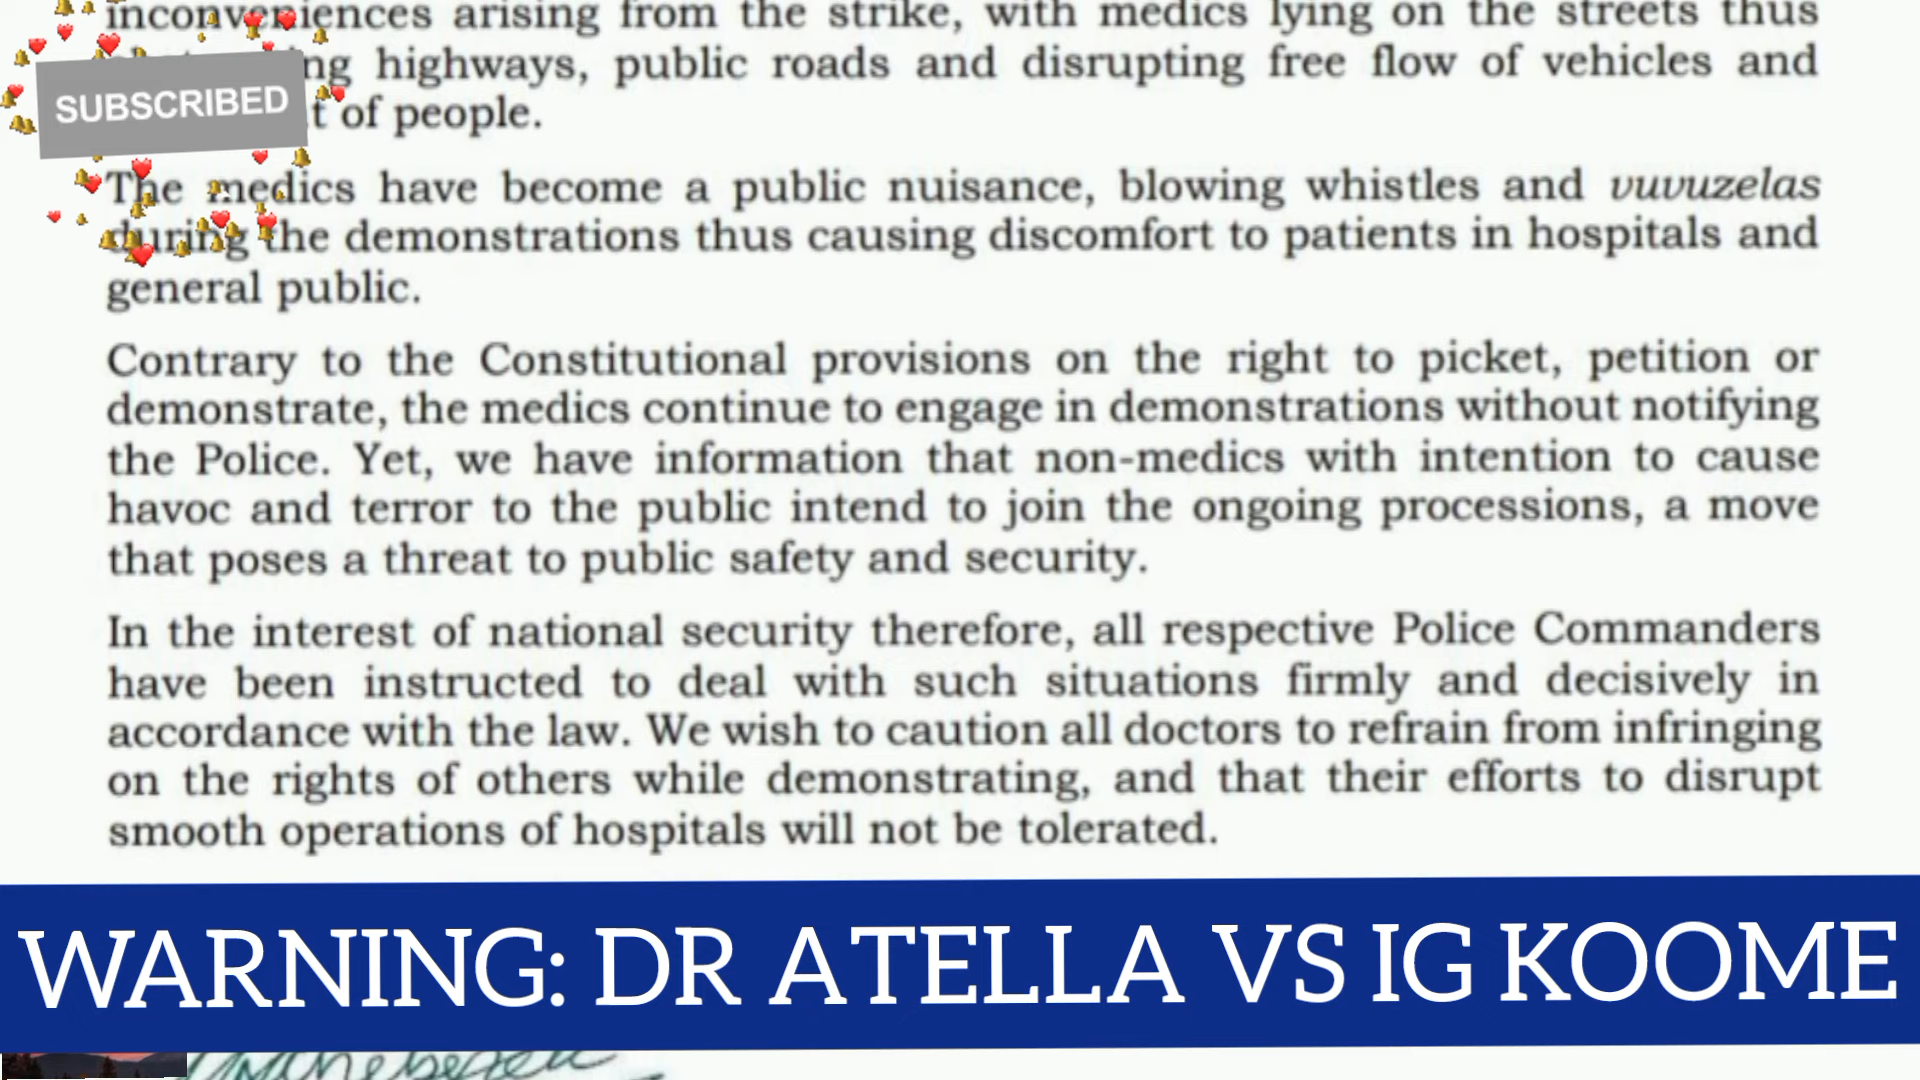 inconveniences arising from the strike, with medics lying on the streets thus
highways, public roads and disrupting free flow of vehicles and
SUBSCRIBED
of people.
The medics have become a public nuisance, blowing whistles and vuvuzelas
during the demonstrations thus causing discomfort to patients in hospitals and
general public.
Contrary to the Constitutional provisions on the right to picket, petition or
demonstrate, the medics continue to engage in demonstrations without notifying
the Police. Yet, we have information that non-medics with intention to cause
havoc and terror to the public intend to join the ongoing processions, a move
that poses a threat to public safety and security.
In the interest of national security therefore, all respective Police Commanders
have been instructed to deal with such situations firmly and decisively in
accordance with the law. We wish to caution all doctors to refrain from infringing
on the rights of others while demonstrating, and that their efforts to disrupt
smooth operations of hospitals will not be tolerated.
WARNING: DR ATELLA VS IG KOOME